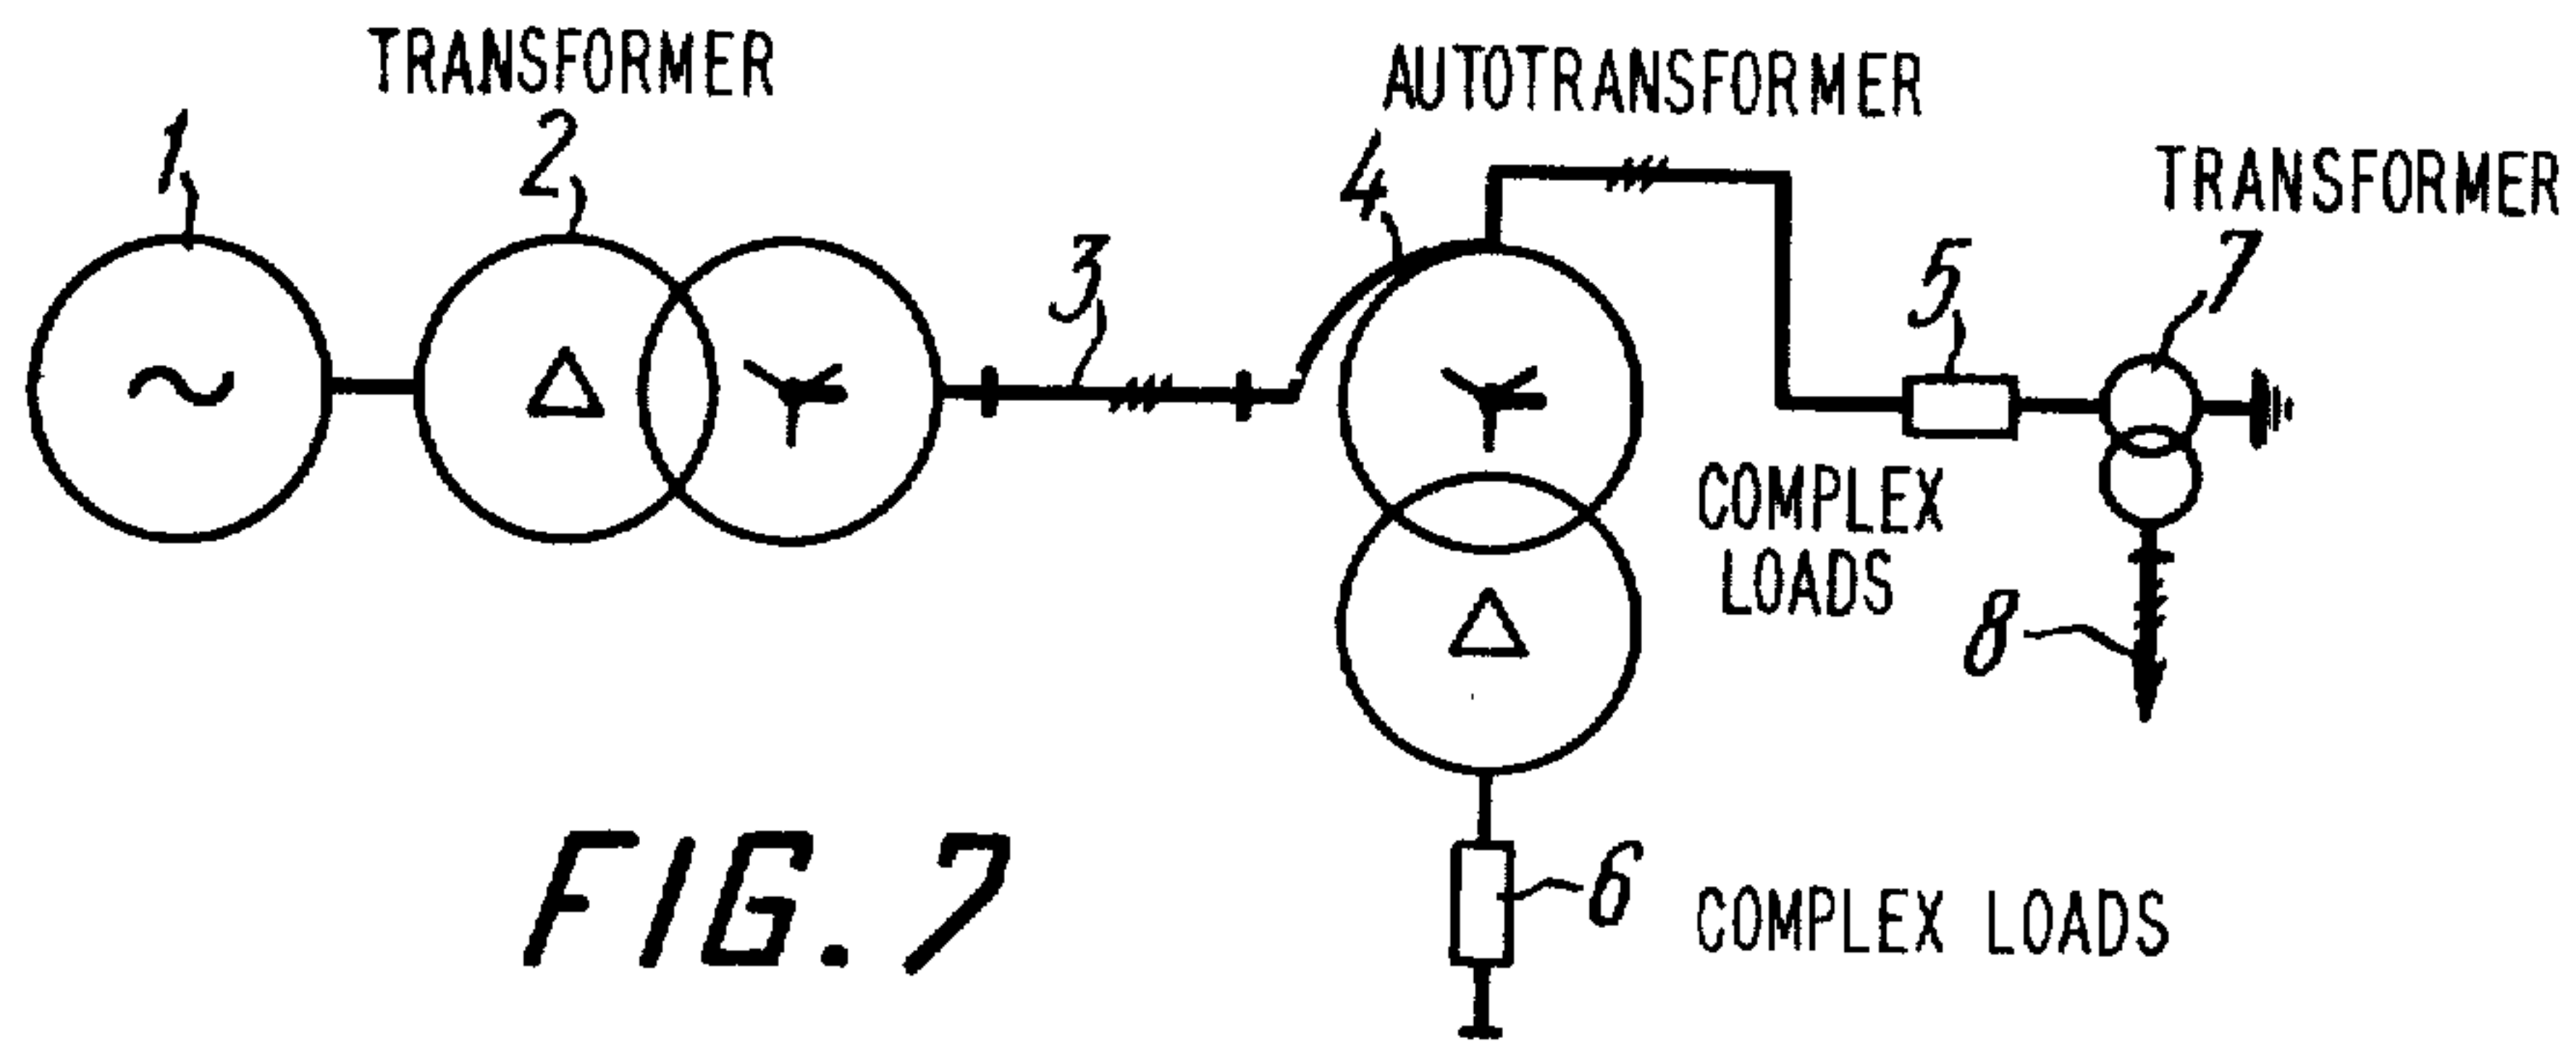 TRANSFORMER
AUTOTRANSFORMER
TRANSFORMER
1
2
3
4
5
7
COMPLEX
LOADS
8
6
COMPLEX LOADS
FIG. 7